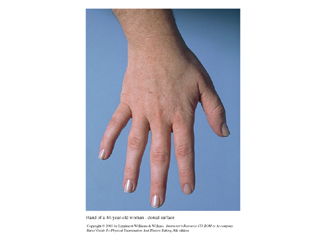 Hand of a 44-year-old woman : dorsal surface
Copyright © 2003 by Lippincott Williams & Wilkins. Instructor's Resource CD-ROM to Accompany
Bates' Guide To Physical Examination And History Taking, 8th edition.